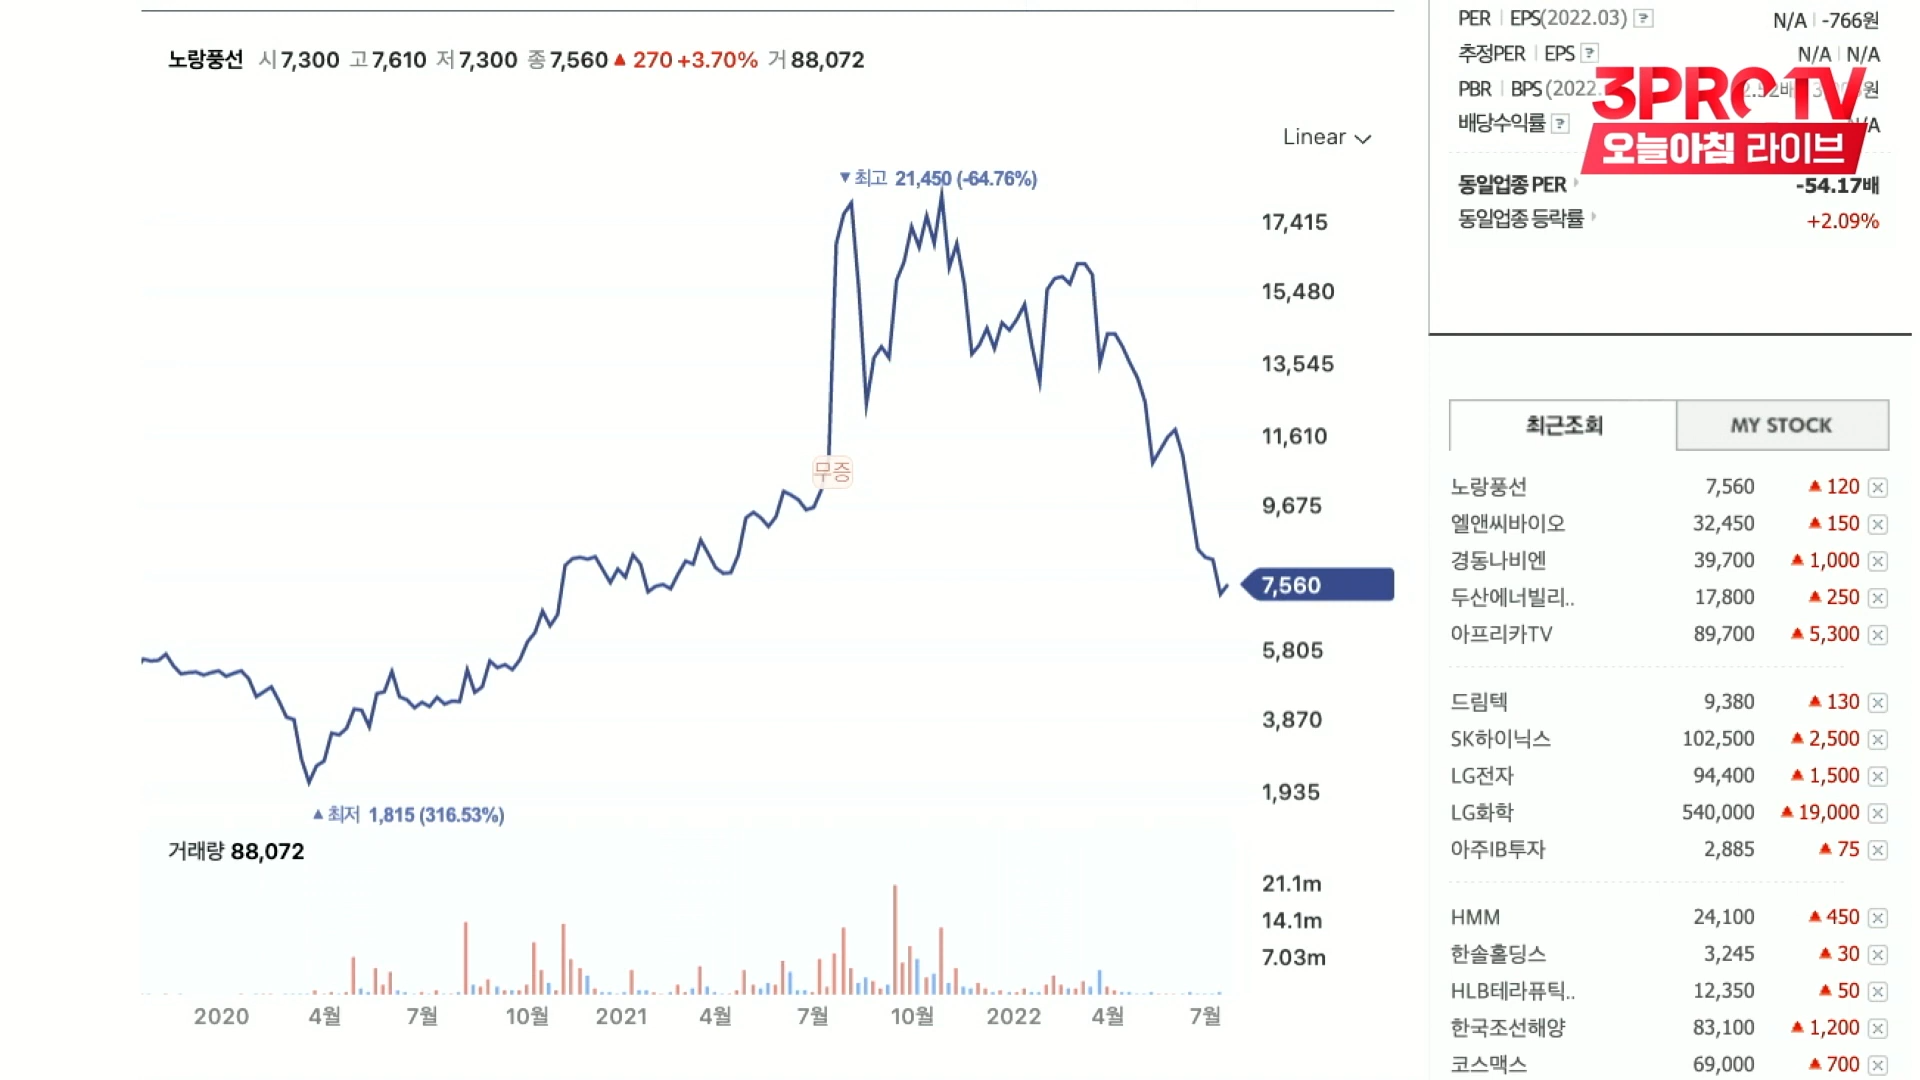 노랑풍선 시 7,300 고 7,610 저 7,300 종 7,560 ▲ 270 +3.70% 거 88,072
Linear
▼최고 21,450 (-64.76%)
17,415
15,480
13,545
11,610
무증
9,675
7,560
5,805
3,870
1,935
▲최저 1,815 (316.53%)
거래량 88,072
21.1m
14.1m
7.03m
2020 4월 7월 10월 2021 4월 7월 10월 2022 4월 7월
PER | EPS(2022.03) ? N/A | -766원
추정PER | EPS ? N/A | N/A
PBR | BPS (2022. 원
배당수익률 ? N/A
3PROTV
오늘아침 라이브
동일업종 PER -54.17배
동일업종 등락률 +2.09%
최근조회 MY STOCK
노랑풍선 7,560 ▲ 120
엘앤씨바이오 32,450 ▲ 150
경동나비엔 39,700 ▲ 1,000
두산에너빌리.. 17,800 ▲ 250
아프리카TV 89,700 ▲ 5,300
드림텍 9,380 ▲ 130
SK하이닉스 102,500 ▲ 2,500
LG전자 94,400 ▲ 1,500
LG화학 540,000 ▲ 19,000
아주IB투자 2,885 ▲ 75
HMM 24,100 ▲ 450
한솔홀딩스 3,245 ▲ 30
HLB테라퓨틱.. 12,350 ▲ 50
한국조선해양 83,100 ▲ 1,200
코스맥스 69,000 ▲ 700